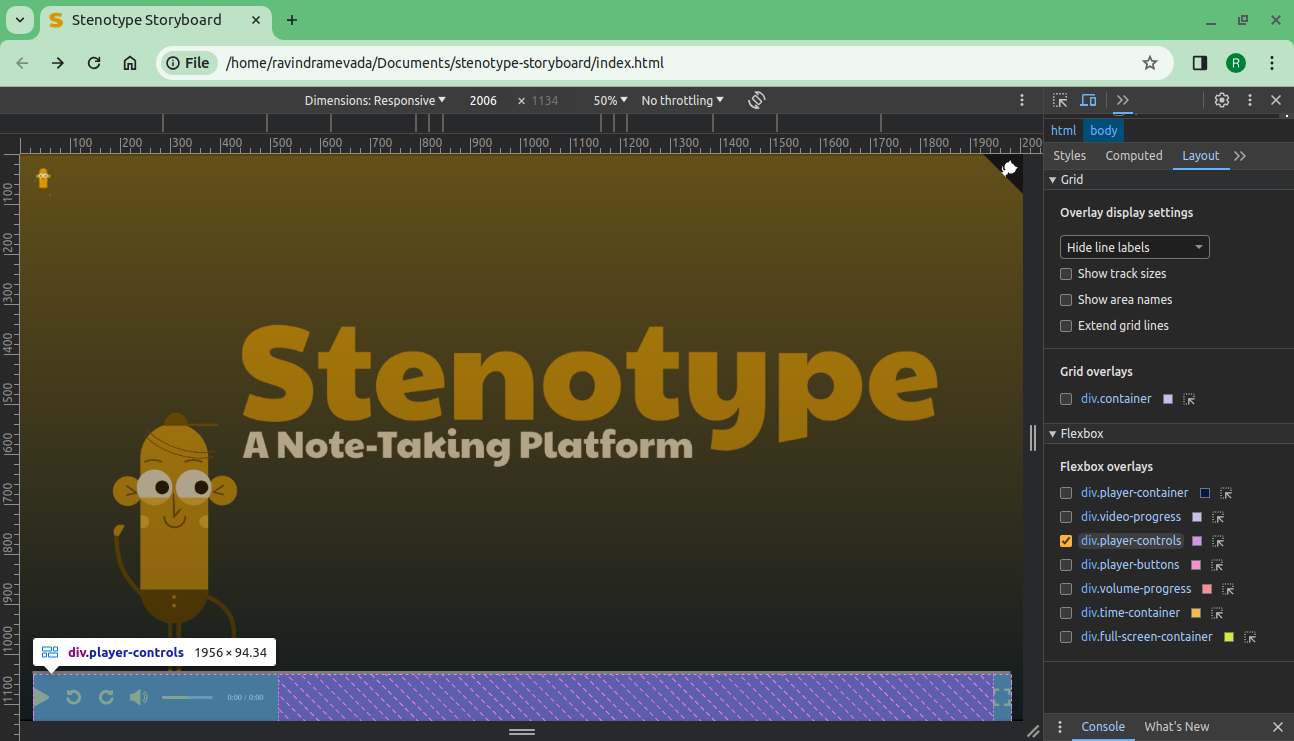 Stenotype Storyboard
File
/home/ravindramevada/Documents/stenotype-storyboard/index.html
R
Dimensions: Responsive 2006 × 1134 50% No throttling
html body
Styles Computed Layout
100 200 300 400 500 600 700 800 900 1000 1100 1200 1300 1400 1500 1600 1700 1800 1900 200
100
200
300
400
500
600
700
800
900
1000
1100
Grid
Overlay display settings
Hide line labels
Show track sizes
Show area names
Extend grid lines
Grid overlays
div.container
Flexbox
Flexbox overlays
div.player-container
div.video-progress
div.player-controls
div.player-buttons
div.volume-progress
div.time-container
div.full-screen-container
Stenotype
A Note-Taking Platform
div.player-controls 1956 × 94.34
0:00 / 0:00
Console What's New